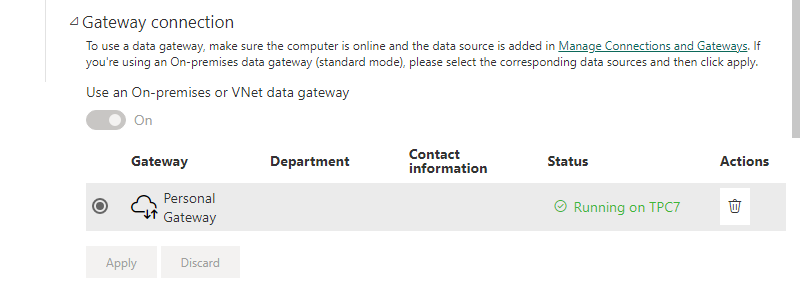 Gateway connection
To use a data gateway, make sure the computer is online and the data source is added in Manage Connections and Gateways. If
you're using an On-premises data gateway (standard mode), please select the corresponding data sources and then click apply.
Use an On-premises or VNet data gateway
On
Gateway Department Contact information Status Actions
Personal Gateway Running on TPC7
Apply Discard